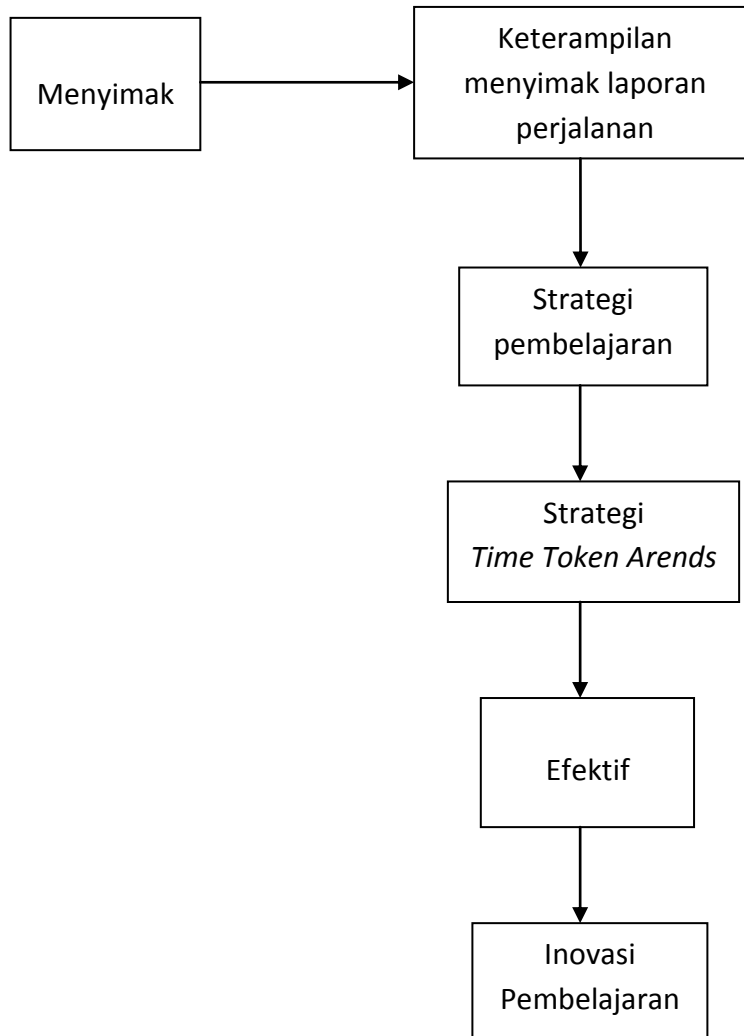 Menyimak
Keterampilan
menyimak laporan
perjalanan
Strategi
pembelajaran
Strategi
Time Token Arends
Efektif
Inovasi
Pembelajaran